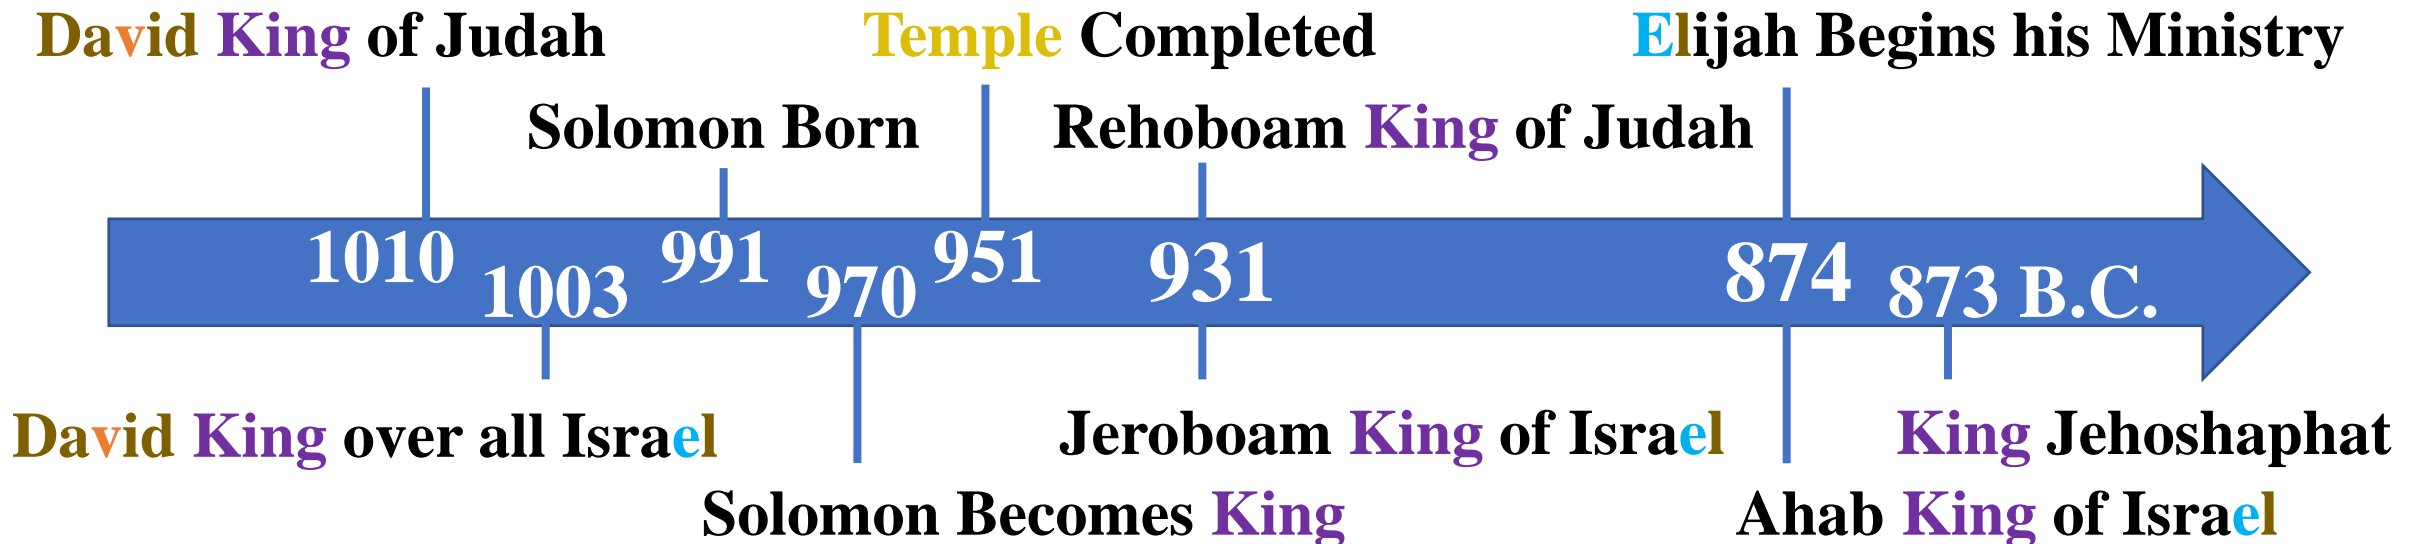 David King of Judah
Temple Completed
Elijah Begins his Ministry
Solomon Born
Rehoboam King of Judah
1010
1003
991
970
951
931
874
873 B.C.
David King over all Israel
Jeroboam King of Israel
King Jehoshaphat
Solomon Becomes King
Ahab King of Israel